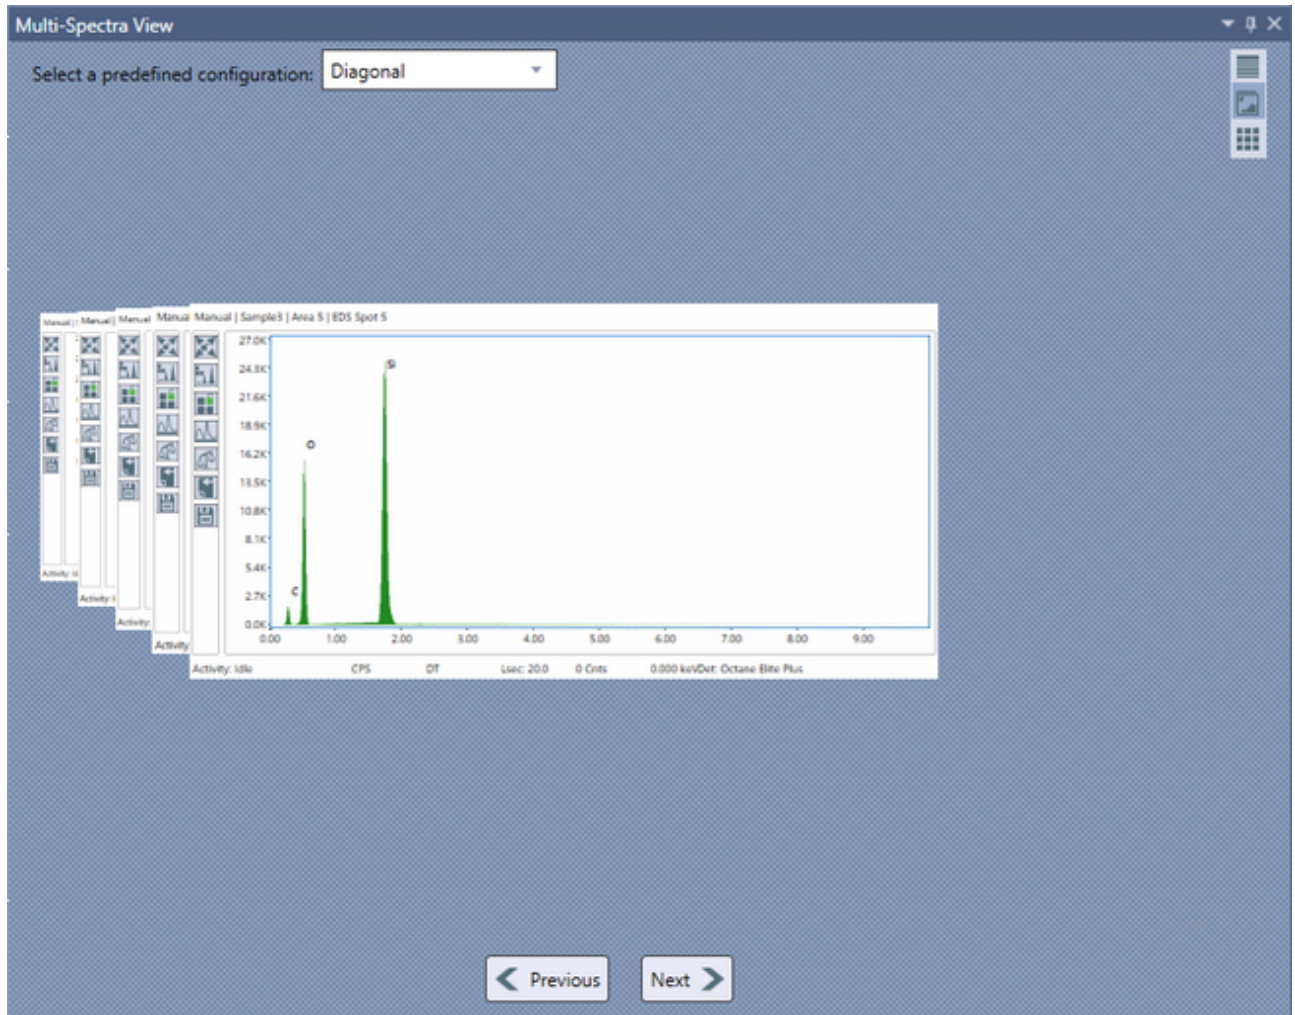 Multi-Spectra View
Select a predefined configuration: Diagonal
Manual | Manual | Manual Manual Manual | Sample3 | Area 5 | EDS Spot 5
27.0K
24.3K
21.6K
18.9K
16.2K
13.5K
10.8K
8.1K
5.4K
2.7K
0.0K
Si
O
C
0.00 1.00 2.00 3.00 4.00 5.00 6.00 7.00 8.00 9.00
Activity: Activity: Activity: Activity Activity: Idle CPS DT Lsec: 20.0 0 Cnts 0.000 keV Det: Octane Elite Plus
Previous Next